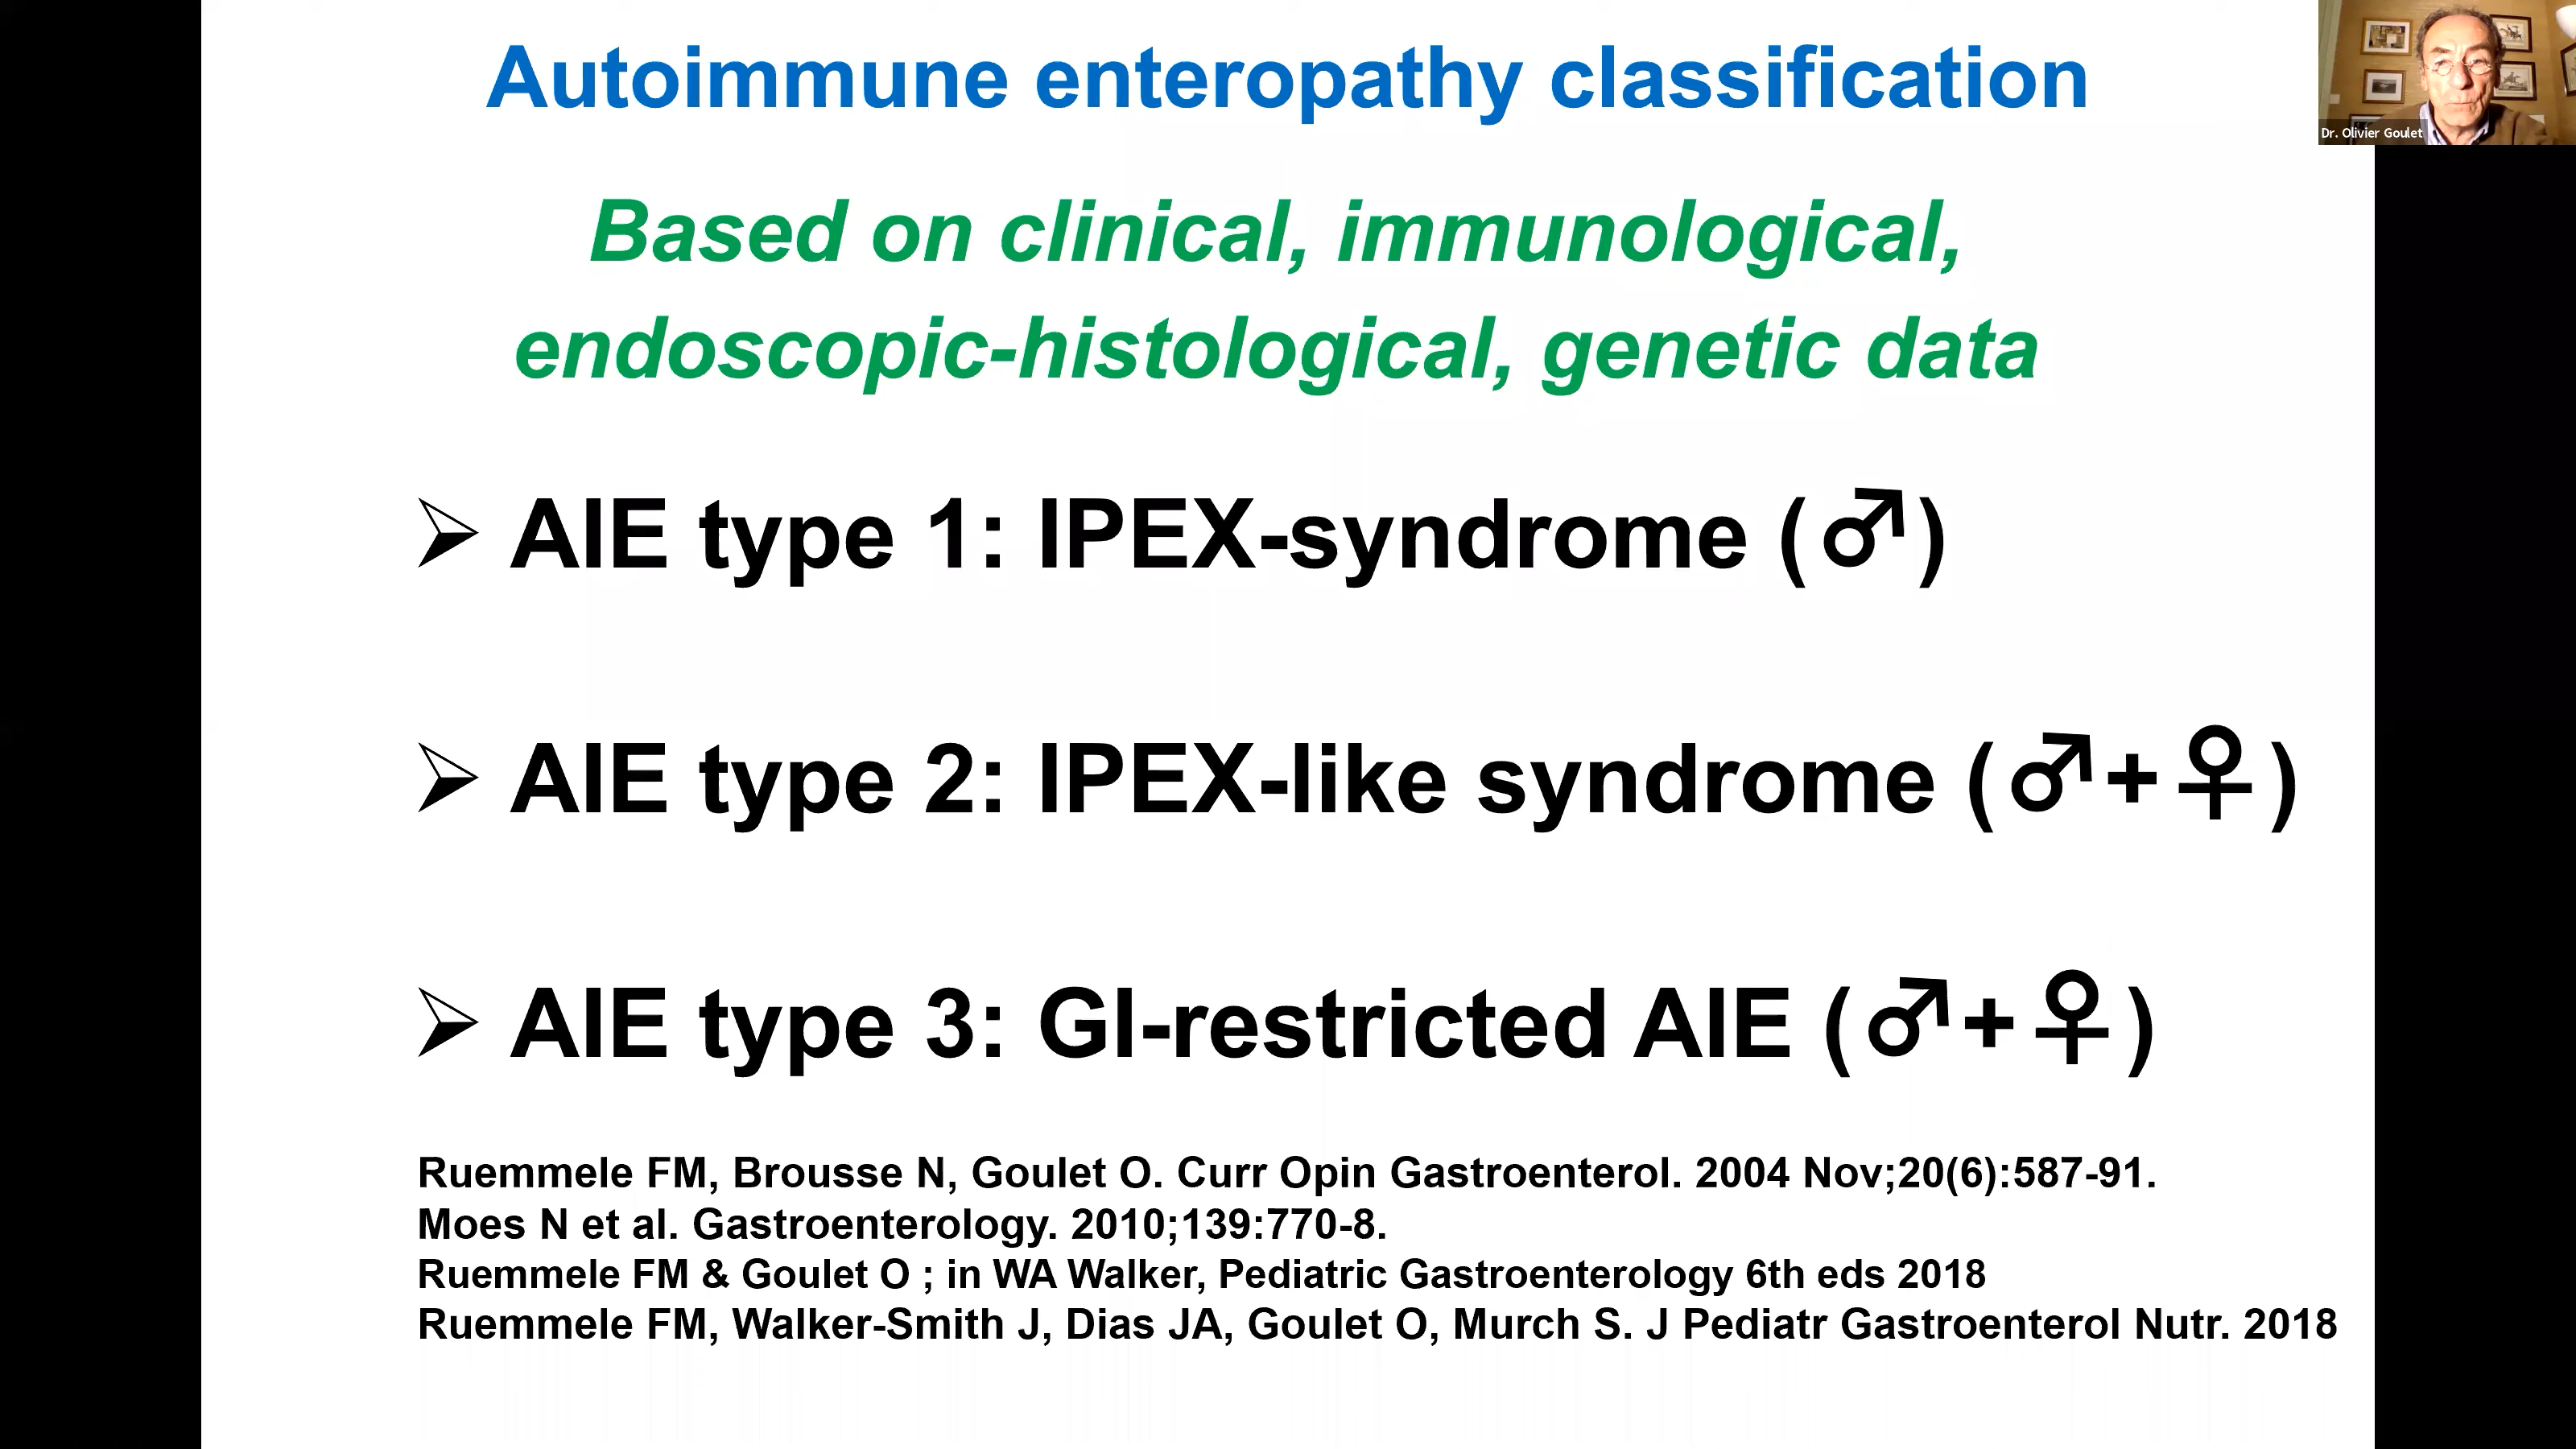 Autoimmune enteropathy classification
Dr. Olivier Goulet
Based on clinical, immunological,
endoscopic-histological, genetic data
➢ AIE type 1: IPEX-syndrome (♂)
➢ AIE type 2: IPEX-like syndrome (♂+♀)
➢ AIE type 3: GI-restricted AIE (♂+♀)
Ruemmele FM, Brousse N, Goulet O. Curr Opin Gastroenterol. 2004 Nov;20(6):587-91.
Moes N et al. Gastroenterology. 2010;139:770-8.
Ruemmele FM & Goulet O ; in WA Walker, Pediatric Gastroenterology 6th eds 2018
Ruemmele FM, Walker-Smith J, Dias JA, Goulet O, Murch S. J Pediatr Gastroenterol Nutr. 2018